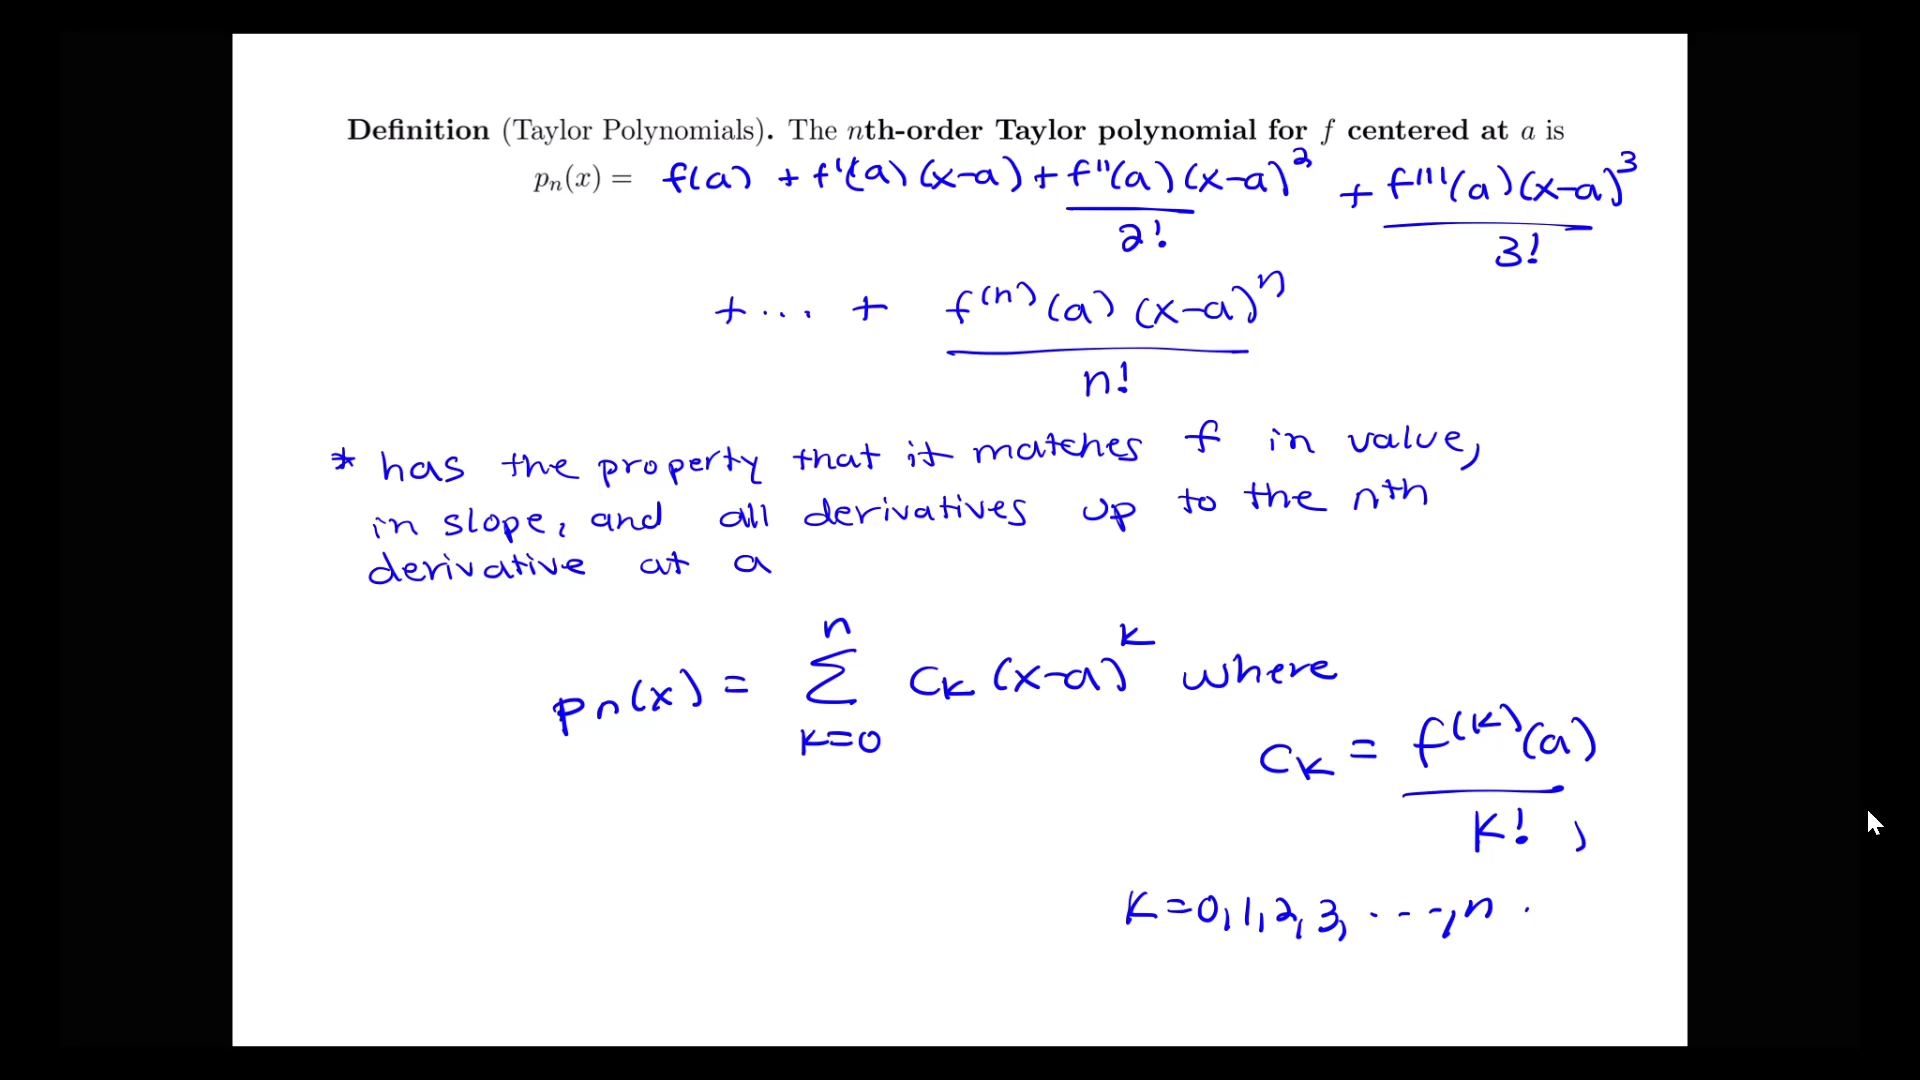 Definition (Taylor Polynomials). The nth-order Taylor polynomial for f centered at a is
pₙ(x) = f(a) + f'(a)(x-a) + f''(a)(x-a)²/2! + f'''(a)(x-a)³/3!
+ ... + f⁽ⁿ⁾(a)(x-a)ⁿ/n!
* has the property that it matches f in value,
in slope, and all derivatives up to the nth
derivative at a
pₙ(x) = ∑ₖ₌₀ⁿ cₖ(x-a)ᵏ where
cₖ = f⁽ᵏ⁾(a)/k!,
k=0,1,2,3,...,n.